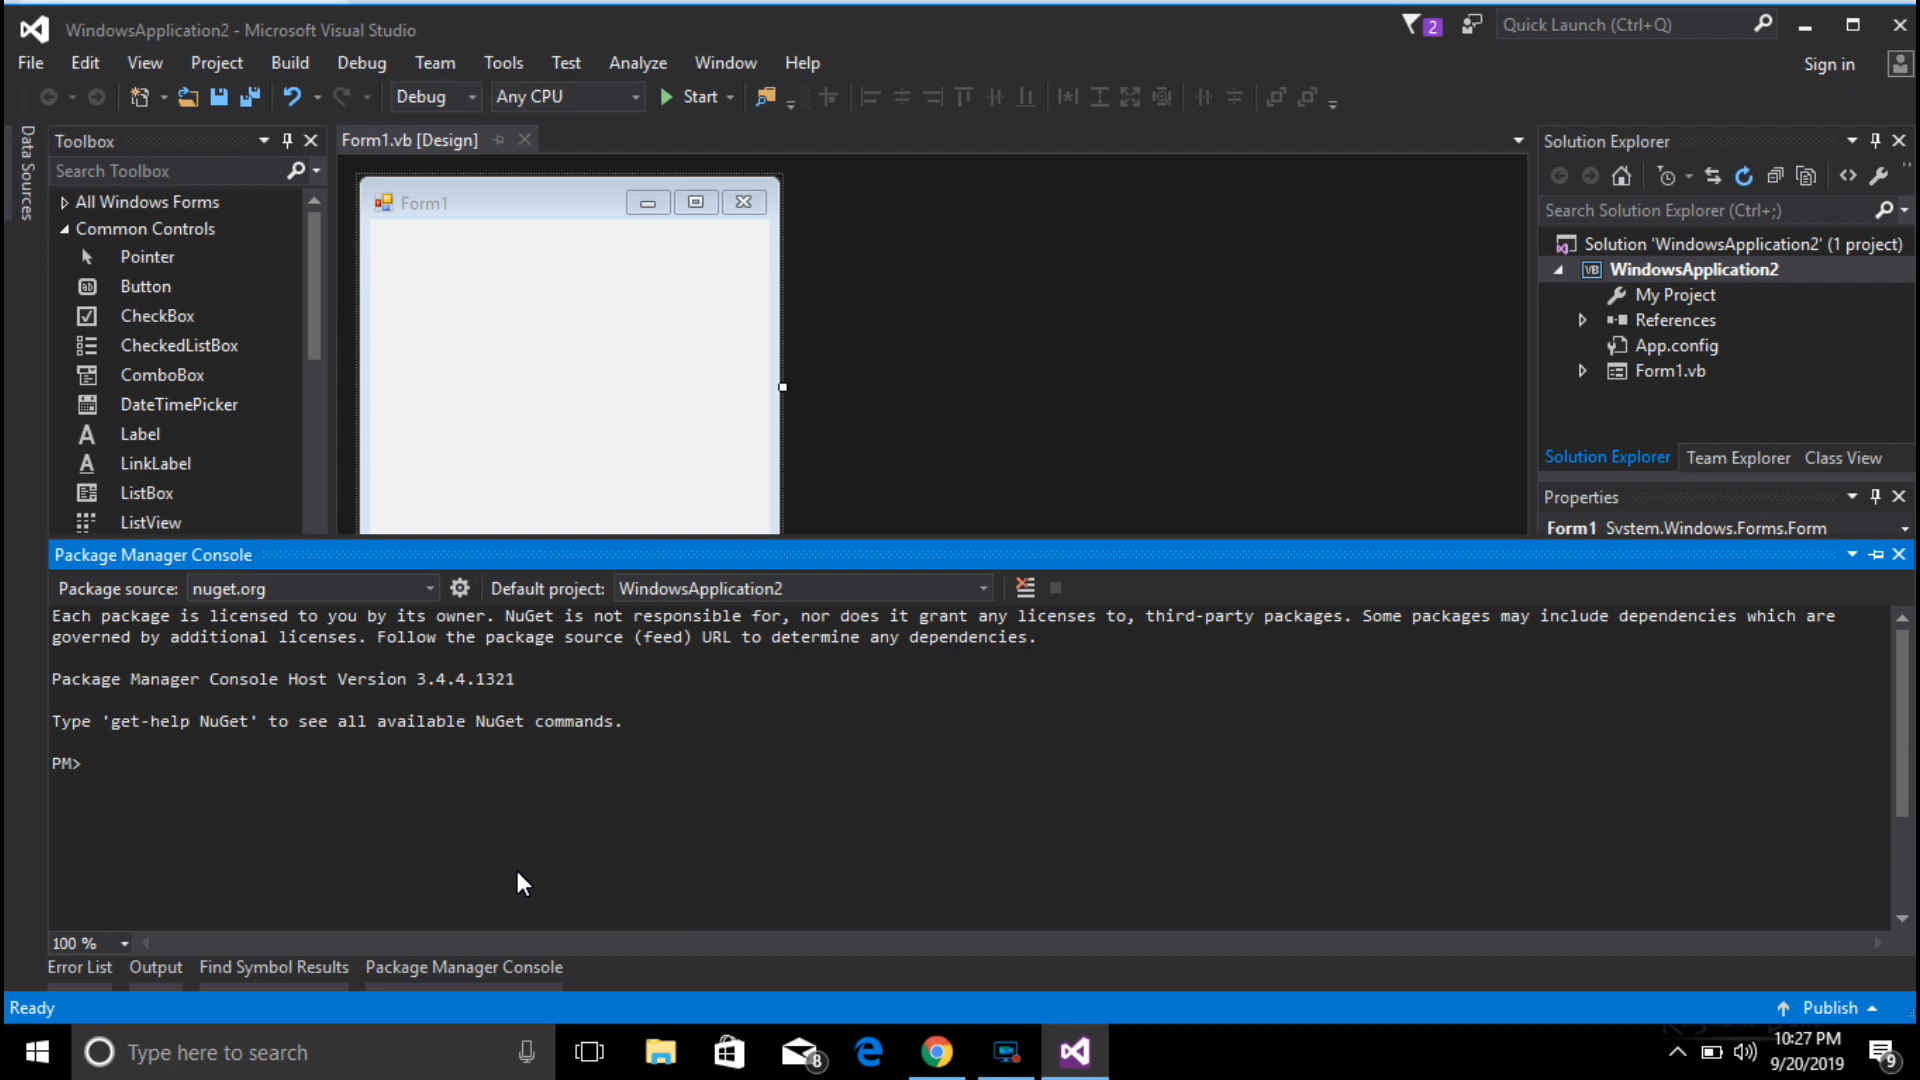 WindowsApplication2 - Microsoft Visual Studio
2
Quick Launch (Ctrl+Q)
File Edit View Project Build Debug Team Tools Test Analyze Window Help
Sign in
Debug Any CPU Start
Data Sources
Toolbox
Search Toolbox
All Windows Forms
Common Controls
Pointer
Button
CheckBox
CheckedListBox
ComboBox
DateTimePicker
Label
LinkLabel
ListBox
ListView
Form1.vb [Design]
Form1
Solution Explorer
Search Solution Explorer (Ctrl+;)
Solution 'WindowsApplication2' (1 project)
VB WindowsApplication2
My Project
References
App.config
Form1.vb
Solution Explorer Team Explorer Class View
Properties
Form1 System.Windows.Forms.Form
Package Manager Console
Package source: nuget.org Default project: WindowsApplication2
Each package is licensed to you by its owner. NuGet is not responsible for, nor does it grant any licenses to, third-party packages. Some packages may include dependencies which are
governed by additional licenses. Follow the package source (feed) URL to determine any dependencies.
Package Manager Console Host Version 3.4.4.1321
Type 'get-help NuGet' to see all available NuGet commands.
PM>
100 %
Error List Output Find Symbol Results Package Manager Console
Ready
Publish
Type here to search
8
10:27 PM
9/20/2019
9